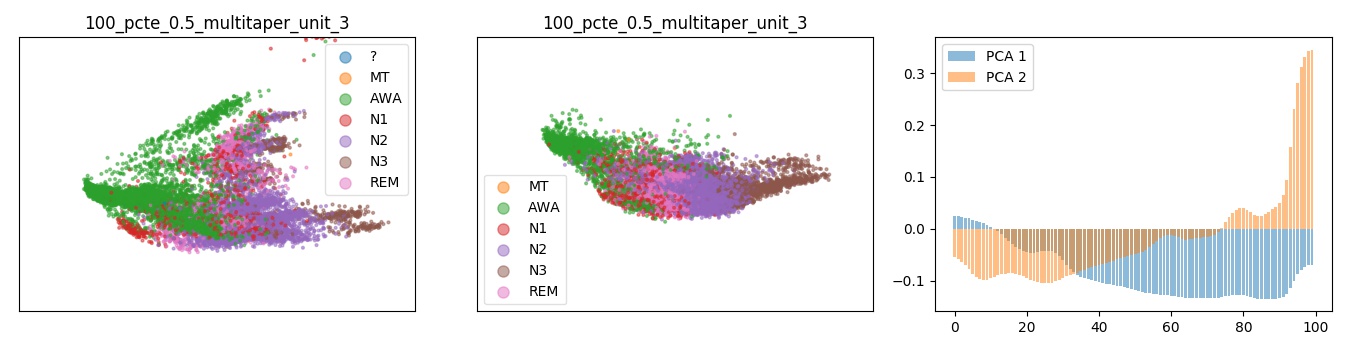 100_pcte_0.5_multitaper_unit_3
?
MT
AWA
N1
N2
N3
REM
100_pcte_0.5_multitaper_unit_3
MT
AWA
N1
N2
N3
REM
PCA 1
PCA 2
0.3
0.2
0.1
0.0
−0.1
0 20 40 60 80 100